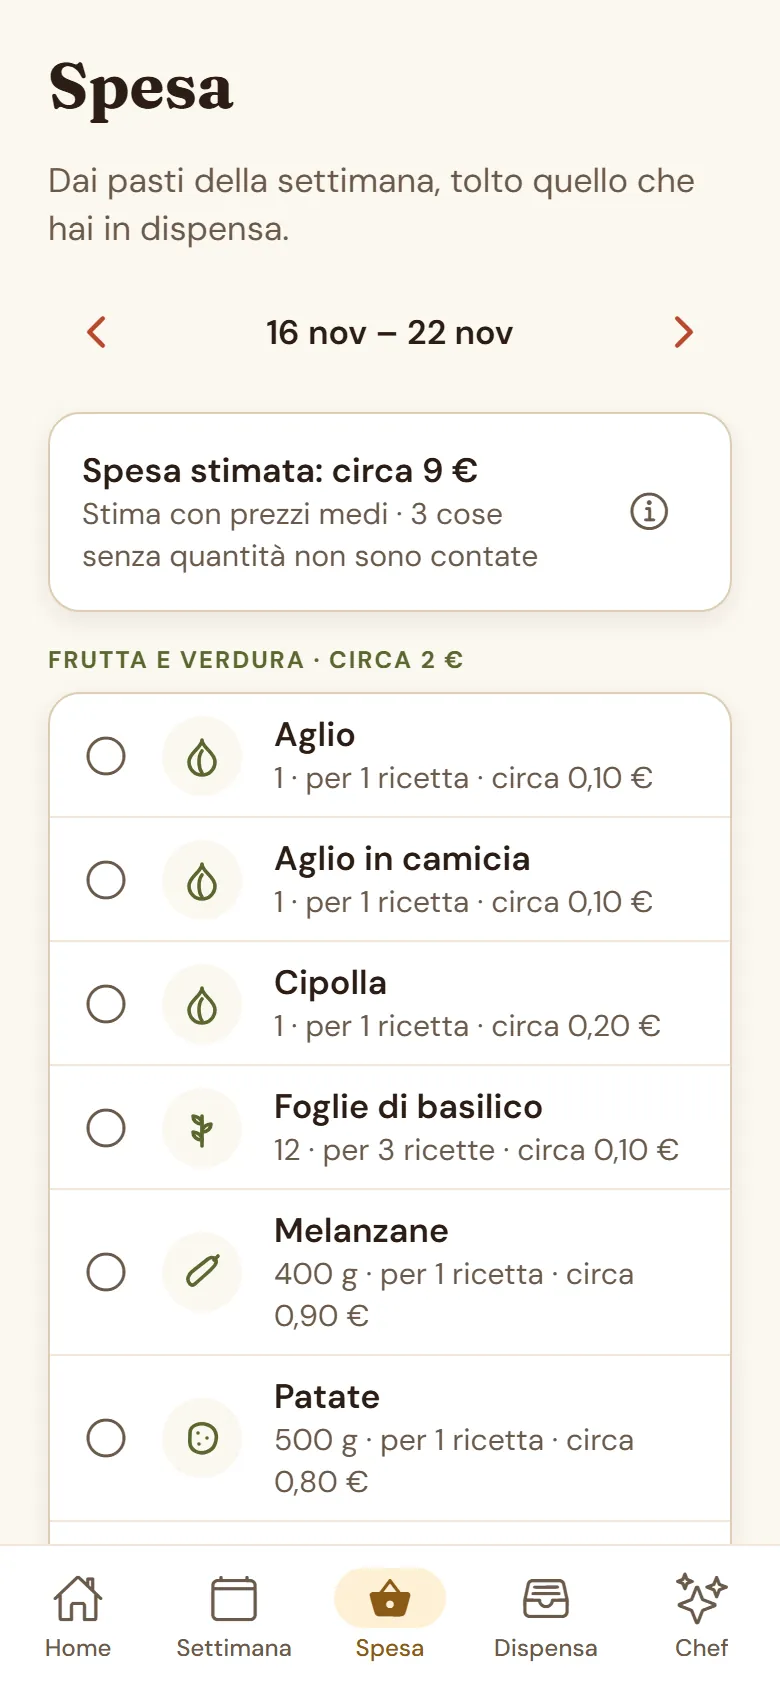 Spesa
Dai pasti della settimana, tolto quello che
hai in dispensa.
16 nov – 22 nov
Spesa stimata: circa 9 €
Stima con prezzi medi · 3 cose
senza quantità non sono contate
FRUTTA E VERDURA · CIRCA 2 €
Aglio
1 · per 1 ricetta · circa 0,10 €
Aglio in camicia
1 · per 1 ricetta · circa 0,10 €
Cipolla
1 · per 1 ricetta · circa 0,20 €
Foglie di basilico
12 · per 3 ricette · circa 0,10 €
Melanzane
400 g · per 1 ricetta · circa
0,90 €
Patate
500 g · per 1 ricetta · circa
0,80 €
Home
Settimana
Spesa
Dispensa
Chef